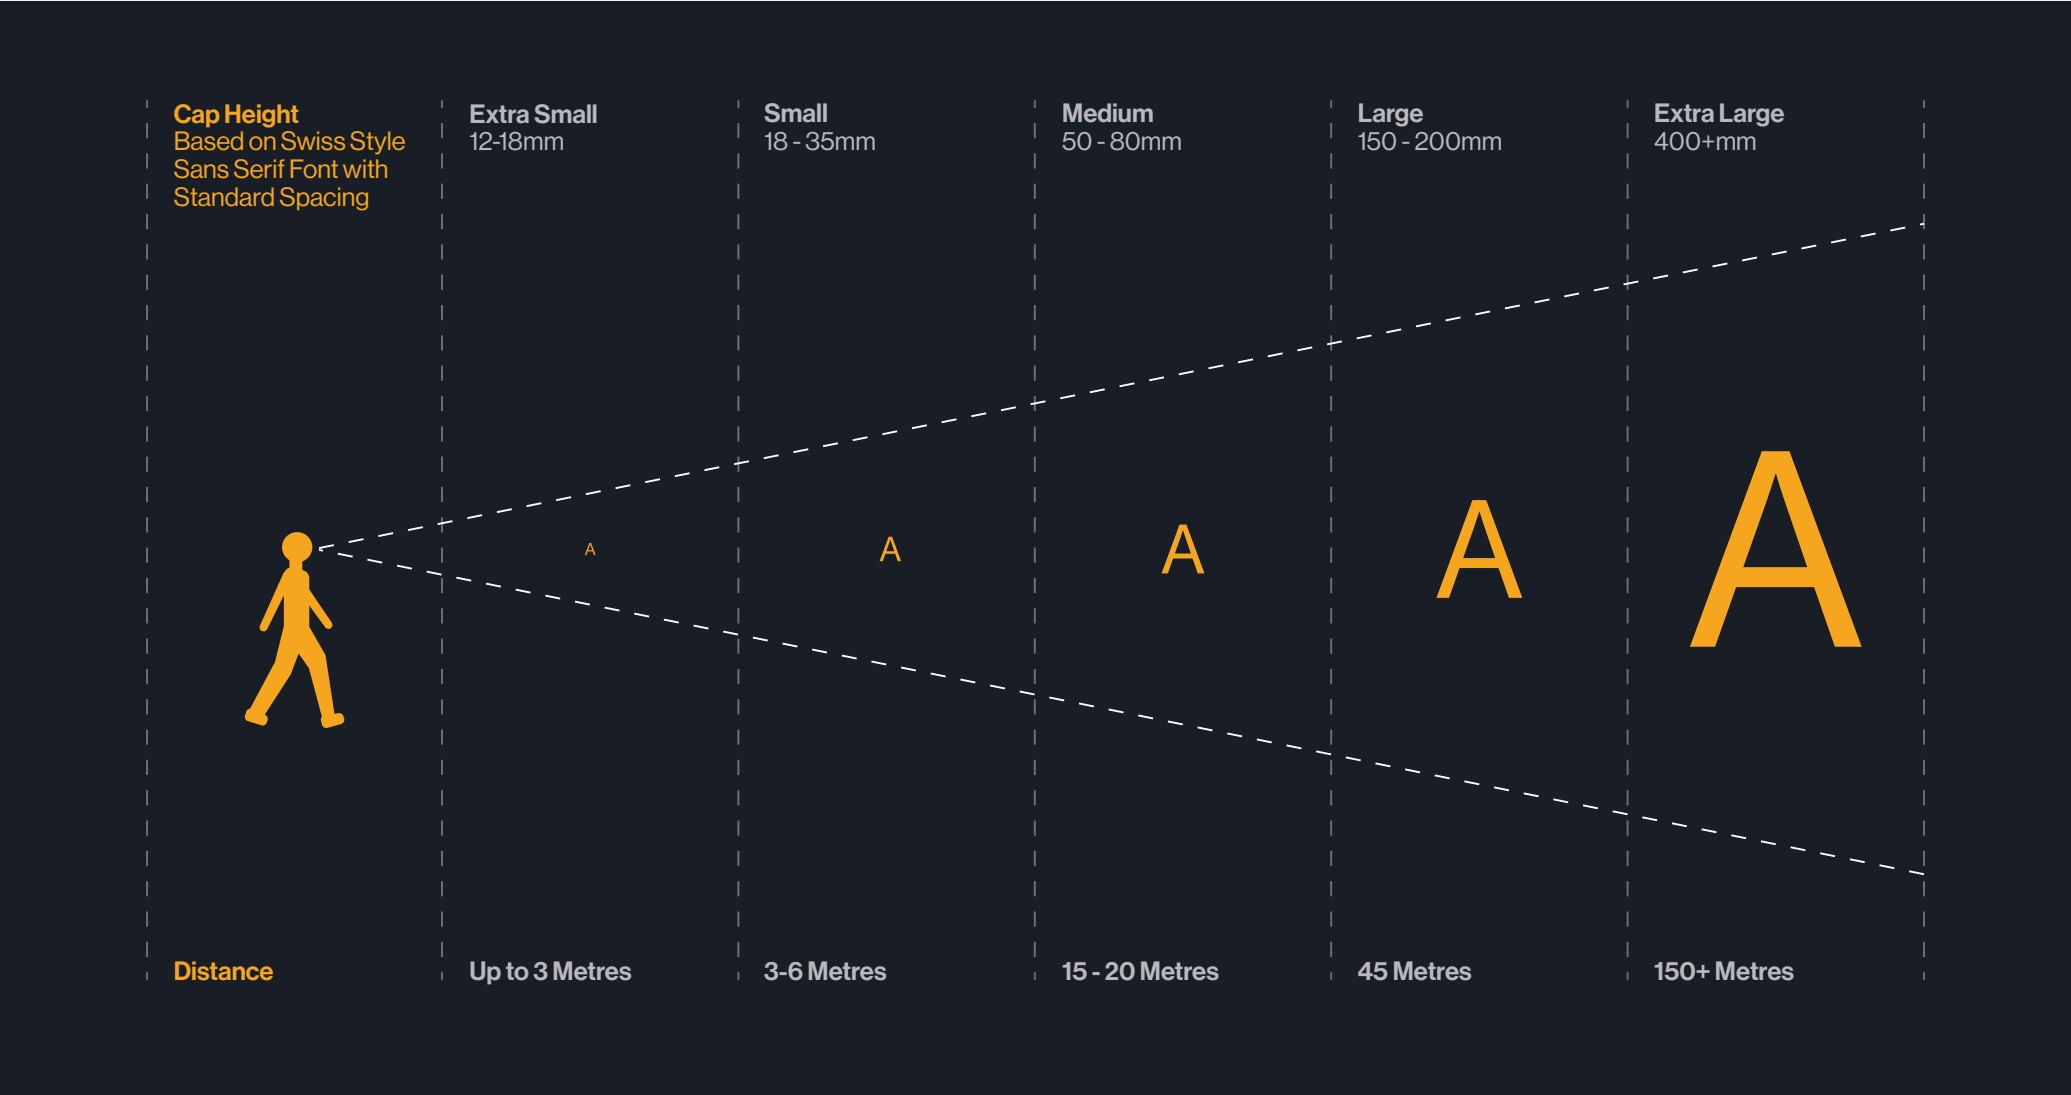 Cap Height
Based on Swiss Style
Sans Serif Font with
Standard Spacing
Extra Small
12-18mm
Small
18 - 35mm
Medium
50 - 80mm
Large
150 - 200mm
Extra Large
400+mm
A
A
A
A
A
Distance
Up to 3 Metres
3-6 Metres
15 - 20 Metres
45 Metres
150+ Metres